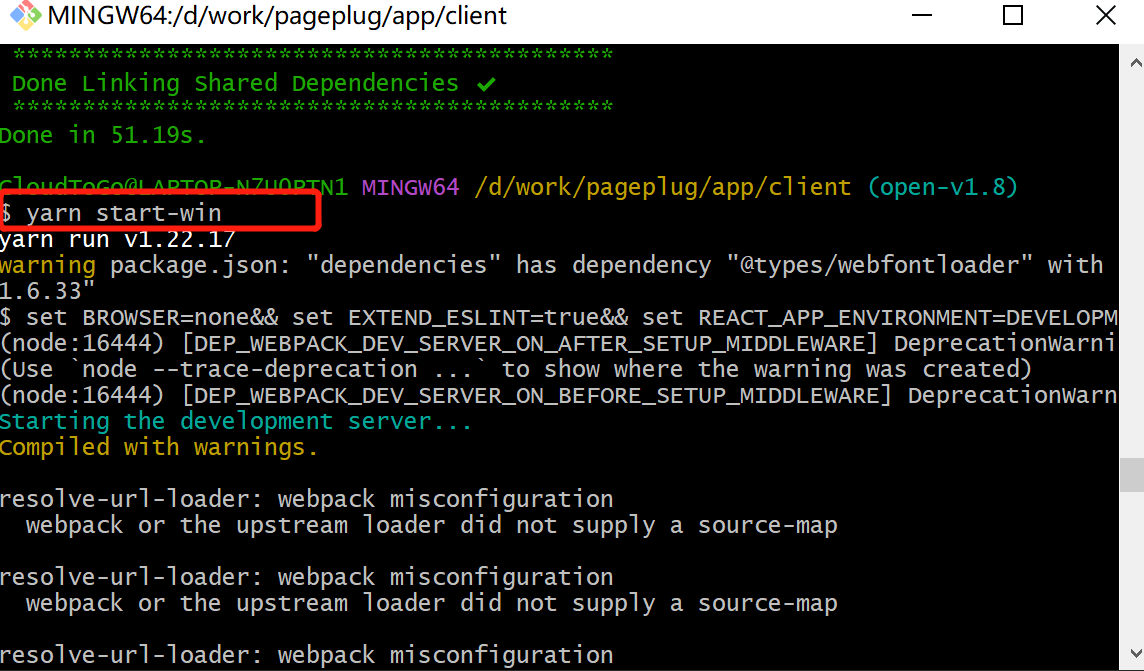 MINGW64:/d/work/pageplug/app/client
*******************************************
Done Linking Shared Dependencies ✔
*******************************************
Done in 51.19s.
CloudToGo@LAPTOP-N7U0PTN1 MINGW64 /d/work/pageplug/app/client (open-v1.8)
$ yarn start-win
yarn run v1.22.17
warning package.json: "dependencies" has dependency "@types/webfontloader" with
1.6.33"
$ set BROWSER=none&& set EXTEND_ESLINT=true&& set REACT_APP_ENVIRONMENT=DEVELOPM
(node:16444) [DEP_WEBPACK_DEV_SERVER_ON_AFTER_SETUP_MIDDLEWARE] DeprecationWarni
(Use `node --trace-deprecation ...` to show where the warning was created)
(node:16444) [DEP_WEBPACK_DEV_SERVER_ON_BEFORE_SETUP_MIDDLEWARE] DeprecationWarn
Starting the development server...
Compiled with warnings.
resolve-url-loader: webpack misconfiguration
webpack or the upstream loader did not supply a source-map
resolve-url-loader: webpack misconfiguration
webpack or the upstream loader did not supply a source-map
resolve-url-loader: webpack misconfiguration